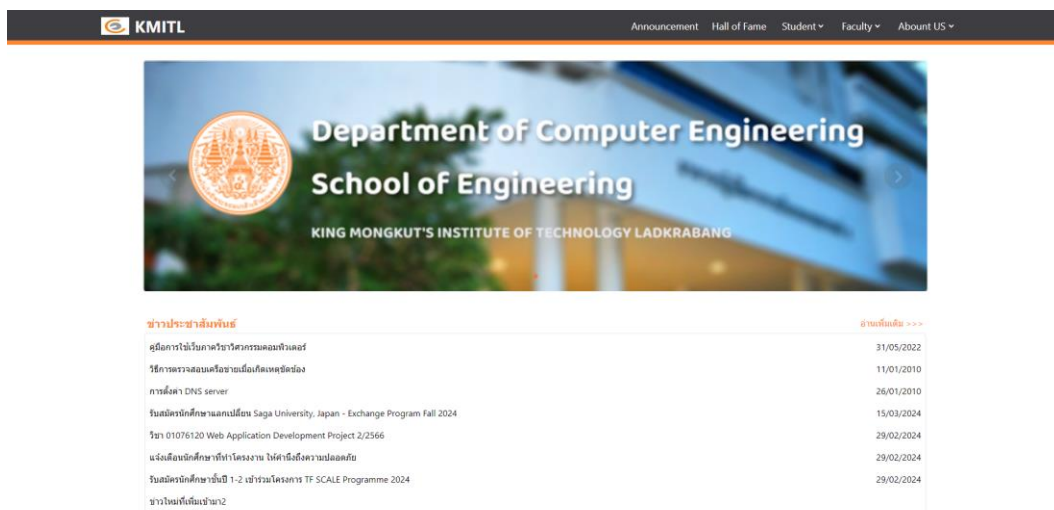 KMITL
Announcement Hall of Fame Student Faculty Abount US
Department of Computer Engineering
School of Engineering
KING MONGKUT'S INSTITUTE OF TECHNOLOGY LADKRABANG
ข่าวประชาสัมพันธ์ อ่านเพิ่มเติม >>>
คู่มือการใช้เว็บภาควิชาวิศวกรรมคอมพิวเตอร์ 31/05/2022
วิธีการตรวจสอบเครือข่ายเมื่อเกิดเหตุขัดข้อง 11/01/2010
การตั้งค่า DNS server 26/01/2010
รับสมัครนักศึกษาแลกเปลี่ยน Saga University, Japan - Exchange Program Fall 2024 15/03/2024
วิชา 01076120 Web Application Development Project 2/2566 29/02/2024
แจ้งเตือนนักศึกษาที่ทำโครงงาน ให้คำนึงถึงความปลอดภัย 29/02/2024
รับสมัครนักศึกษาชั้นปี 1-2 เข้าร่วมโครงการ TF SCALE Programme 2024 29/02/2024
ข่าวใหม่ที่เพิ่มเข้ามา2